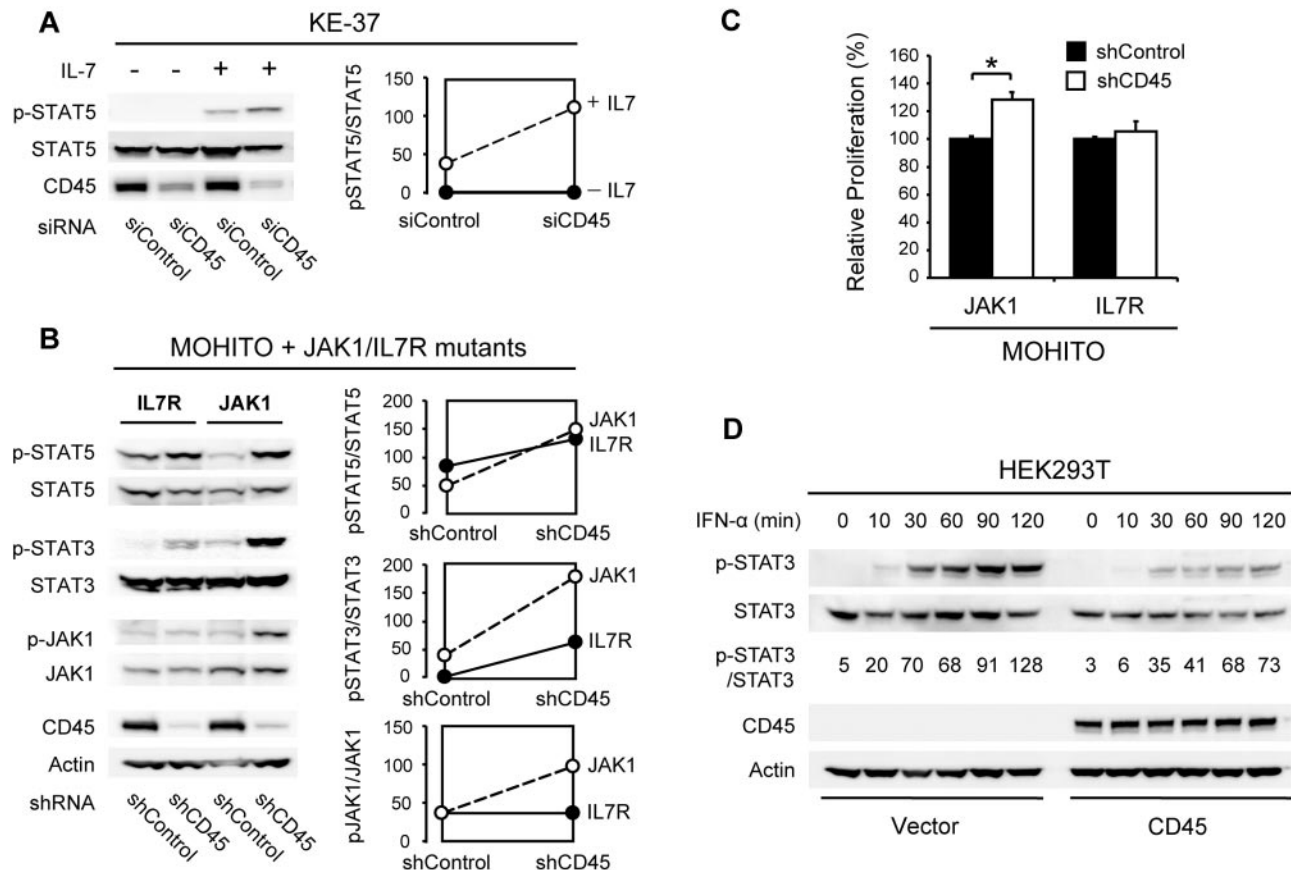 A
KE-37
IL-7 - - + +
p-STAT5
STAT5
CD45
siRNA
siControl
siCD45
siControl
siCD45
pSTAT5/STAT5
150
100
50
0
+ IL7
– IL7
siControl siCD45
B
MOHITO + JAK1/IL7R mutants
IL7R JAK1
p-STAT5
STAT5
p-STAT3
STAT3
p-JAK1
JAK1
CD45
Actin
shRNA
shControl
shCD45
shControl
shCD45
pSTAT5/STAT5
200
150
100
50
0
JAK1
IL7R
shControl shCD45
pSTAT3/STAT3
200
150
100
50
0
JAK1
IL7R
shControl shCD45
pJAK1/JAK1
150
100
50
0
JAK1
IL7R
shControl shCD45
C
Relative Proliferation (%)
160
140
120
100
80
60
40
20
0
*
shControl
shCD45
JAK1 IL7R
MOHITO
D
HEK293T
IFN-α (min) 0 10 30 60 90 120 0 10 30 60 90 120
p-STAT3
STAT3
p-STAT3
/STAT3
5 20 70 68 91 128 3 6 35 41 68 73
CD45
Actin
Vector CD45